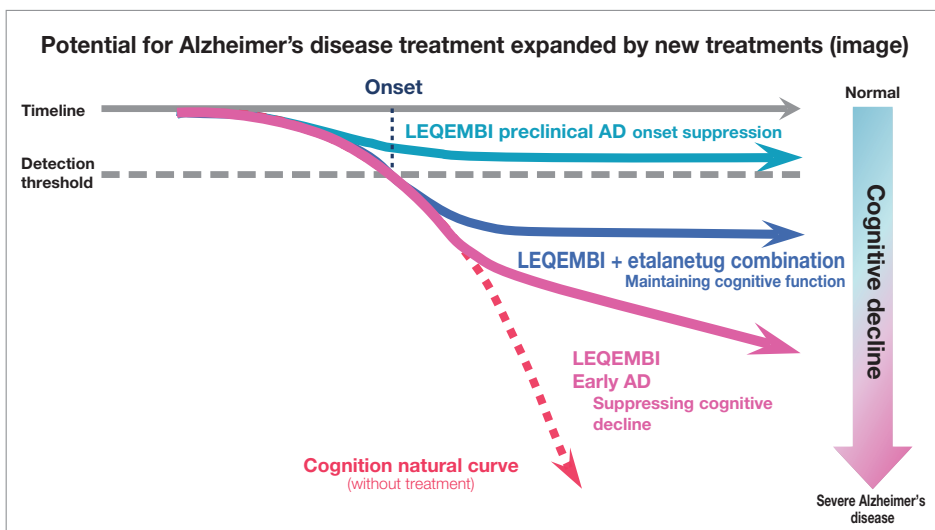 Potential for Alzheimer's disease treatment expanded by new treatments (image)
Onset
Normal
Timeline
LEQEMBI preclinical AD onset suppression
Detection
threshold
LEQEMBI + etalanetug combination
Maintaining cognitive function
Cognitive decline
LEQEMBI
Early AD
Suppressing cognitive
decline
Cognition natural curve
(without treatment)
Severe Alzheimer's
disease